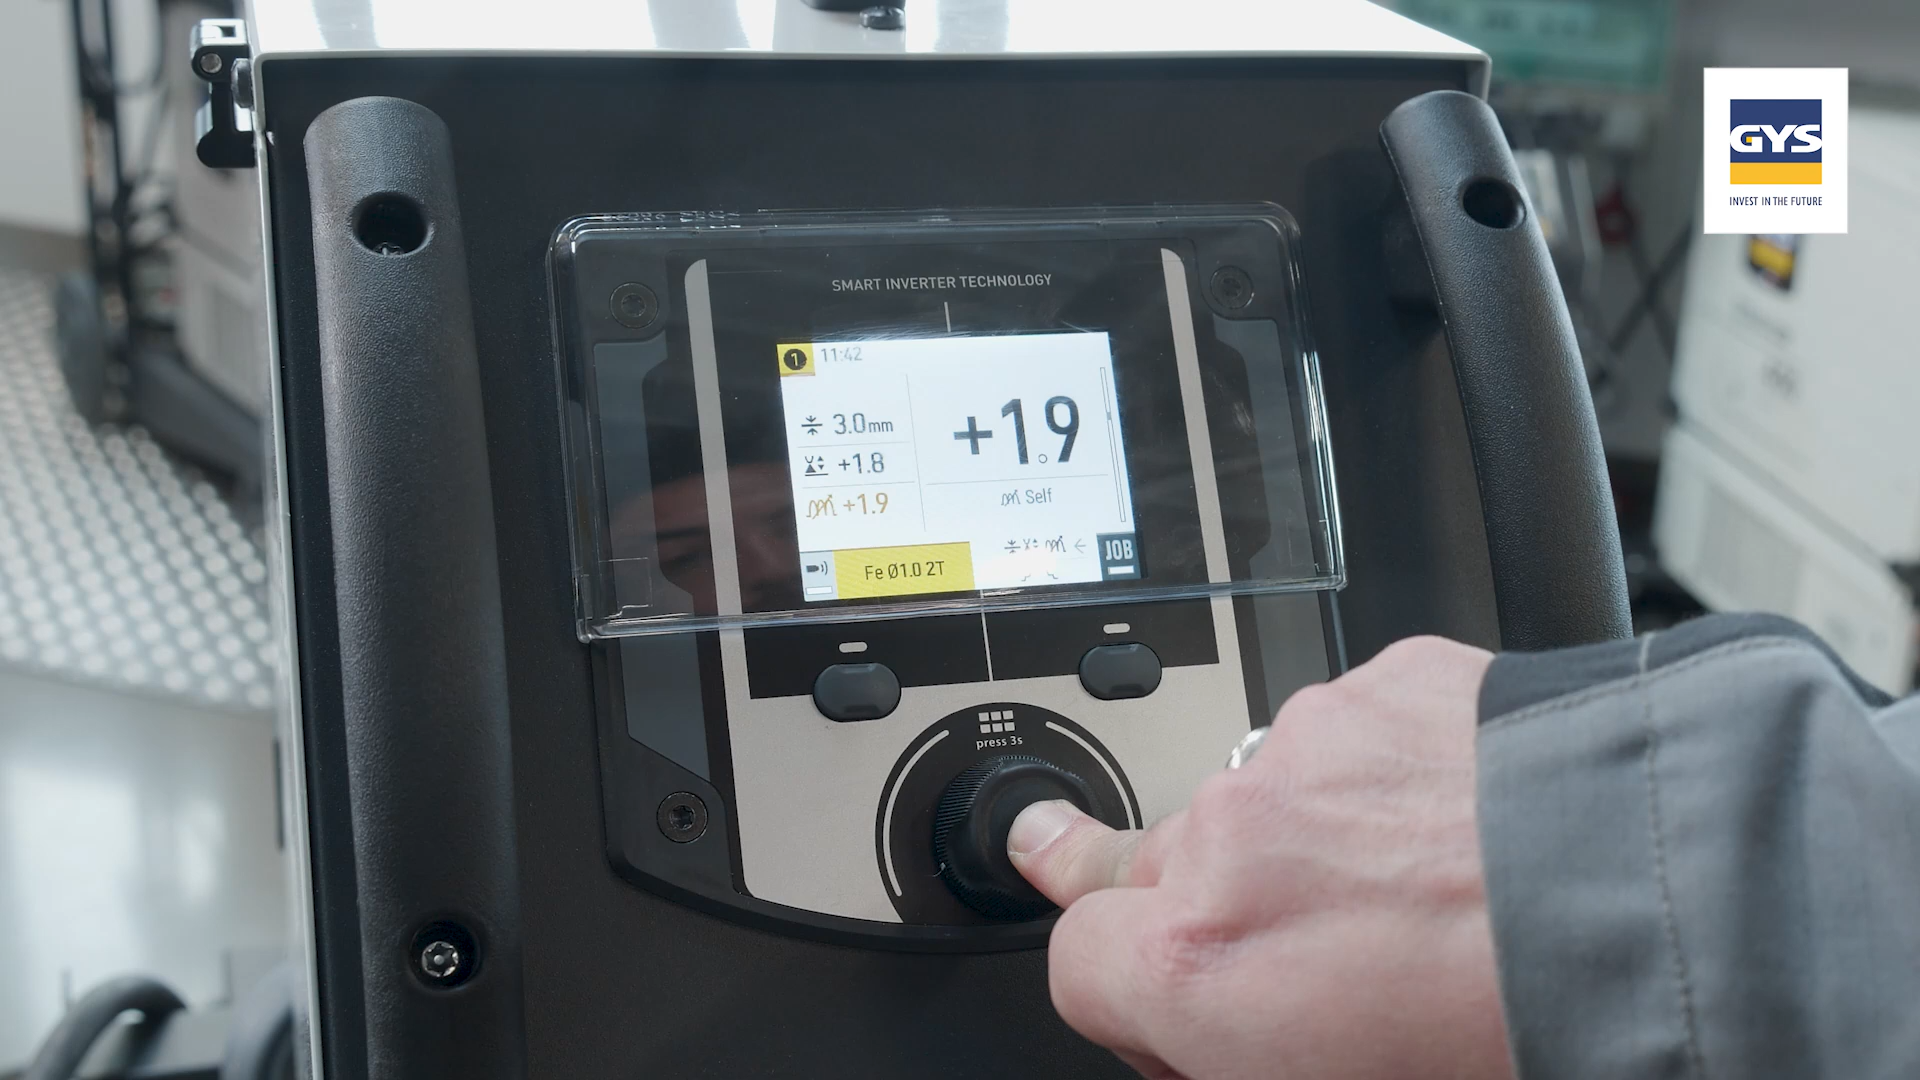 GYS
INVEST IN THE FUTURE
SMART INVERTER TECHNOLOGY
1 11:42
3.0mm
+1.8
+1.9
+1.9
Self
Fe Ø1.0 2T
JOB
press 3s